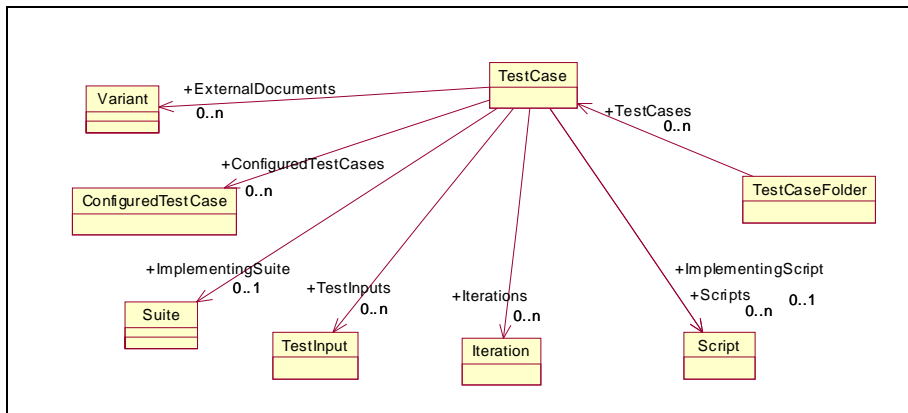 TestCase
+ExternalDocuments
Variant
0..n
+TestCases
0..n
+ConfiguredTestCases
0..n
ConfiguredTestCase
TestCaseFolder
+ImplementingSuite
0..1
+ImplementingScript
+TestInputs
0..n
+Iterations
0..n
+Scripts
0..n
0..1
Suite
TestInput
Iteration
Script